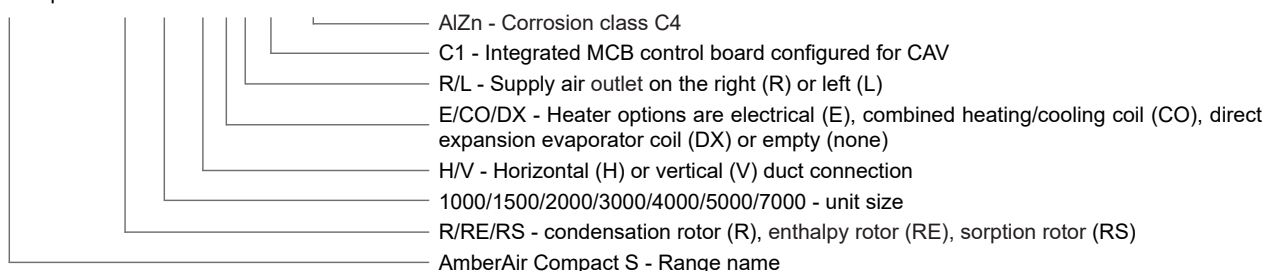 AlZn - Corrosion class C4
C1 - Integrated MCB control board configured for CAV
R/L - Supply air outlet on the right (R) or left (L)
E/CO/DX - Heater options are electrical (E), combined heating/cooling coil (CO), direct
expansion evaporator coil (DX) or empty (none)
H/V - Horizontal (H) or vertical (V) duct connection
1000/1500/2000/3000/4000/5000/7000 - unit size
R/RE/RS - condensation rotor (R), enthalpy rotor (RE), sorption rotor (RS)
AmberAir Compact S - Range name